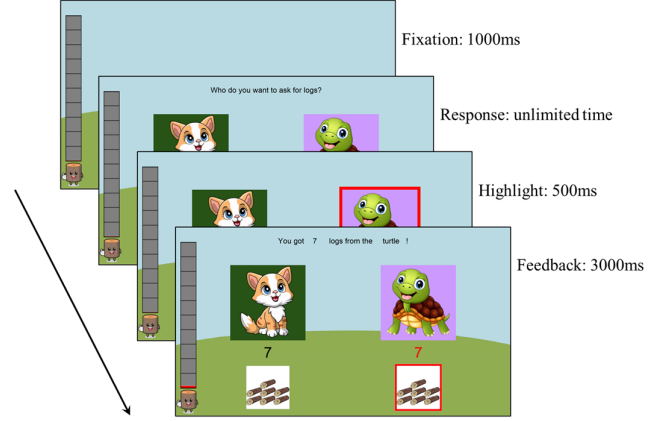 Fixation: 1000ms
Who do you want to ask for logs?
Response: unlimited time
Highlight: 500ms
You got 7 logs from the turtle !
Feedback: 3000ms
7 7